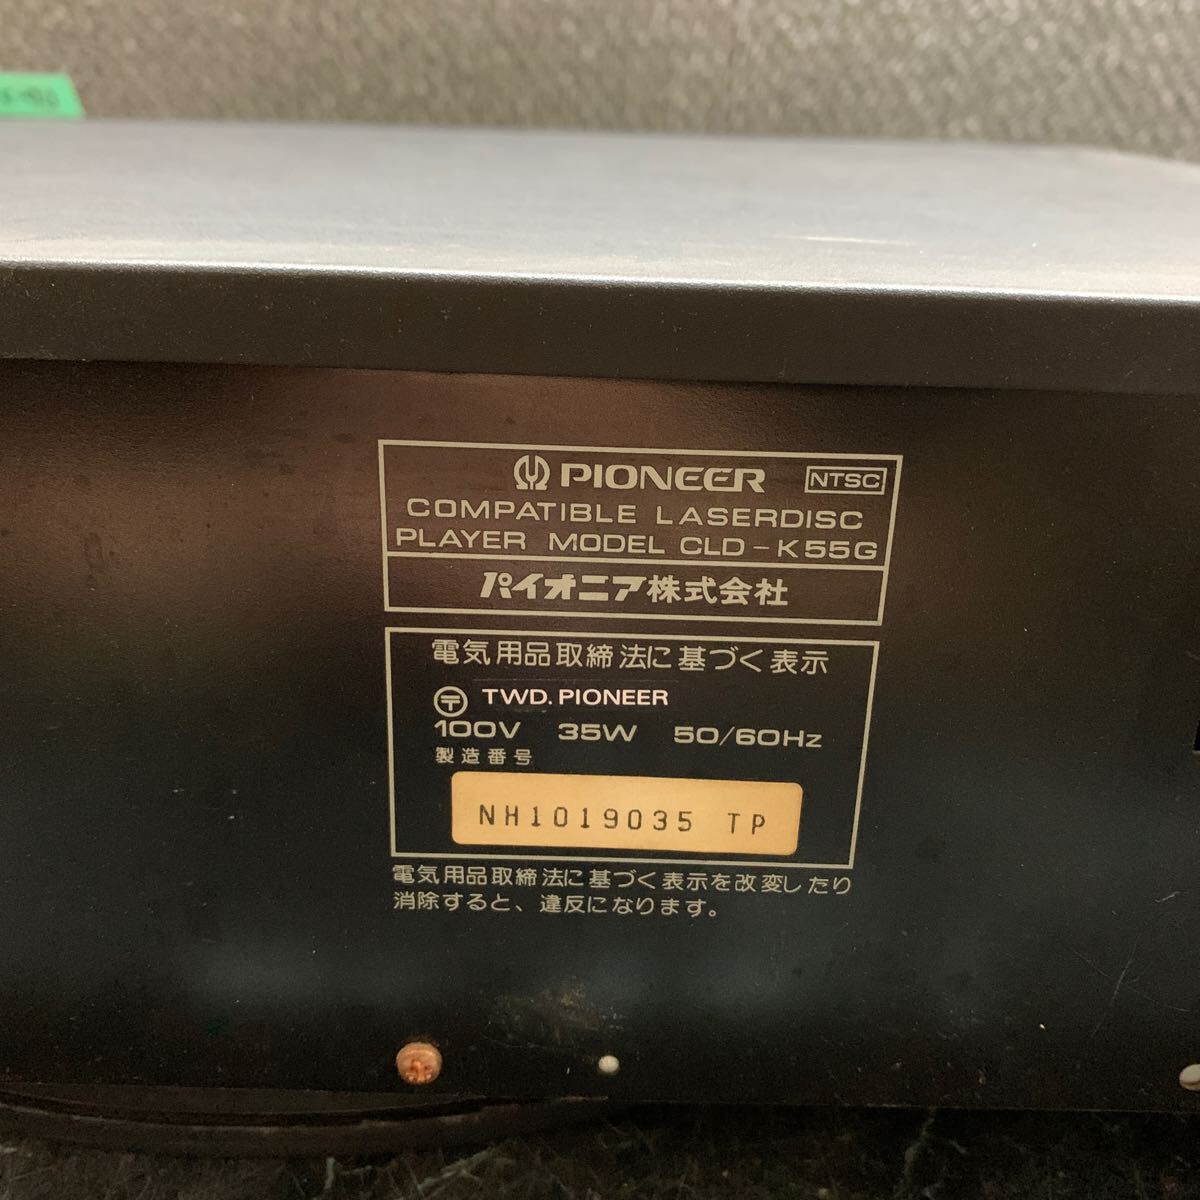 PIONEER NTSC
COMPATIBLE LASERDISC
PLAYER MODEL CLD-K55G
パイオニア株式会社
電気用品取締法に基づく表示
〒 TWD. PIONEER
100V 35W 50/60Hz
製造番号
NH1019035 TP
電気用品取締法に基づく表示を改変したり
消除すると、違反になります。